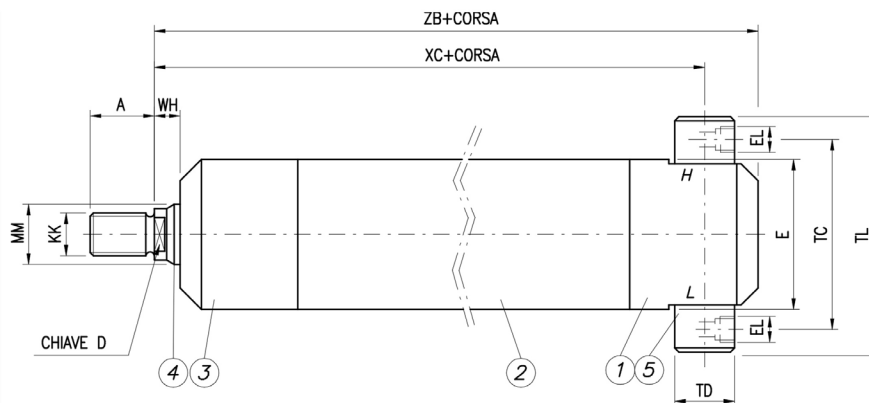 ZB+CORSA
XC+CORSA
A
WH
EL
H
MM
KK
E
TC
TL
L
EL
CHIAVE D
4
3
2
1
5
TD